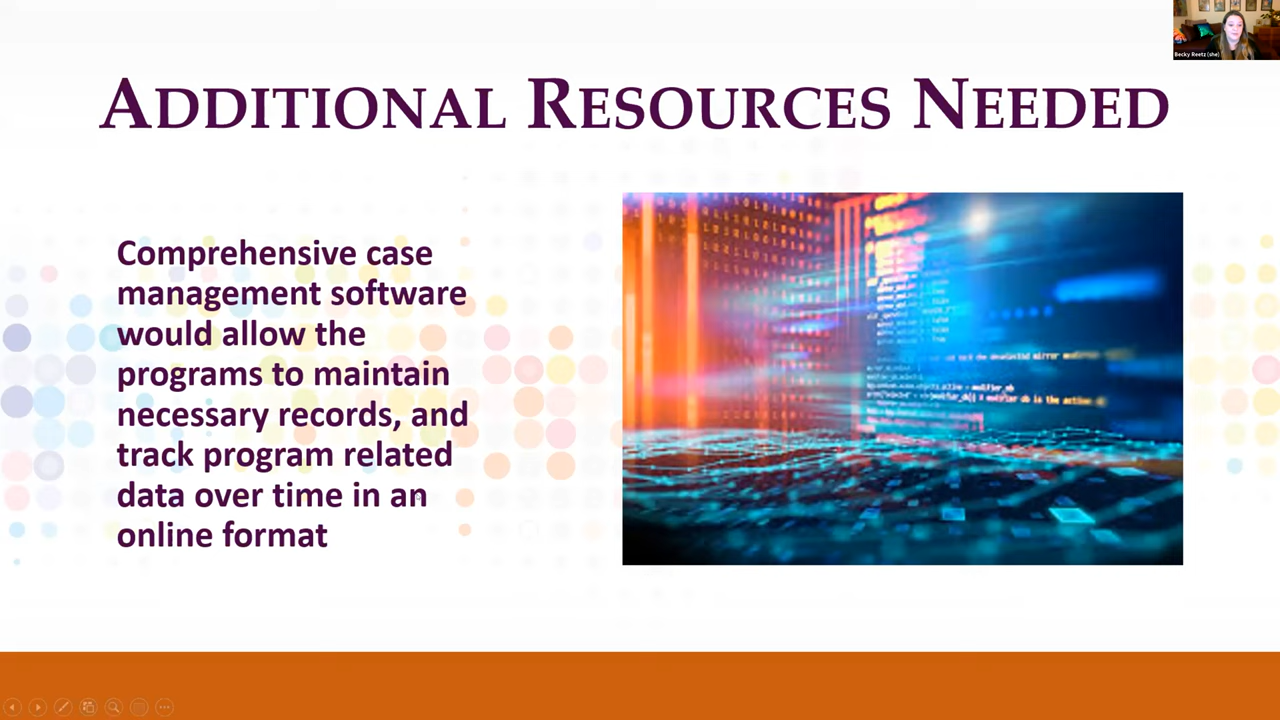 Becky Reetz (she)
ADDITIONAL RESOURCES NEEDED
Comprehensive case
management software
would allow the
programs to maintain
necessary records, and
track program related
data over time in an
online format